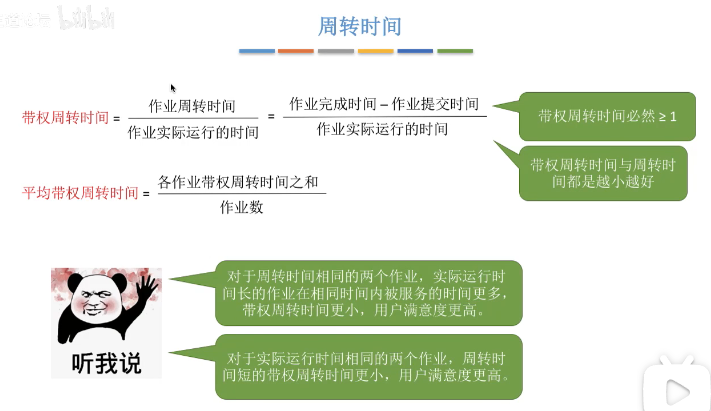 bilibili
周转时间
带权周转时间 = 作业周转时间 / 作业实际运行的时间 = 作业完成时间 – 作业提交时间 / 作业实际运行的时间
带权周转时间必然 ≥ 1
带权周转时间与周转时
间都是越小越好
平均带权周转时间 = 各作业带权周转时间之和 / 作业数
对于周转时间相同的两个作业，实际运行时
间长的作业在相同时间内被服务的时间更多，
带权周转时间更小，用户满意度更高。
听我说
对于实际运行时间相同的两个作业，周转时
间短的带权周转时间更小，用户满意度更高。